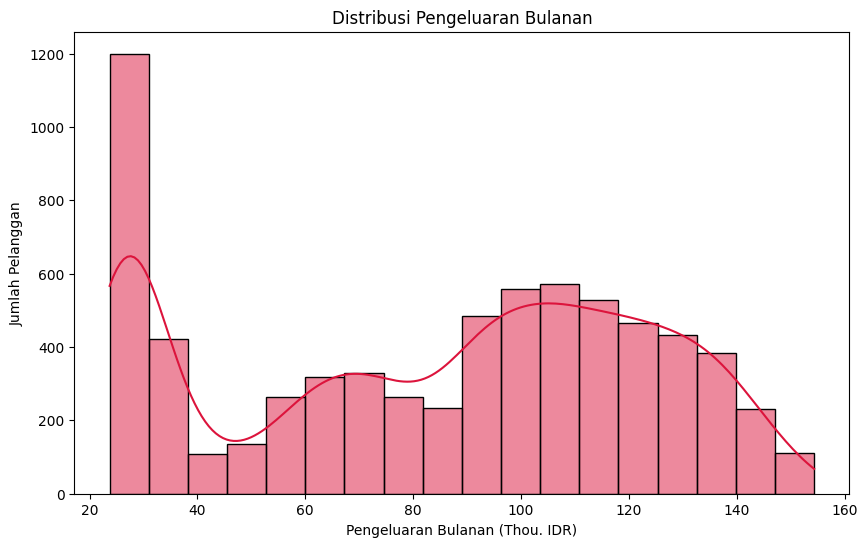 Distribusi Pengeluaran Bulanan
Jumlah Pelanggan
1200
1000
800
600
400
200
0
20 40 60 80 100 120 140 160
Pengeluaran Bulanan (Thou. IDR)